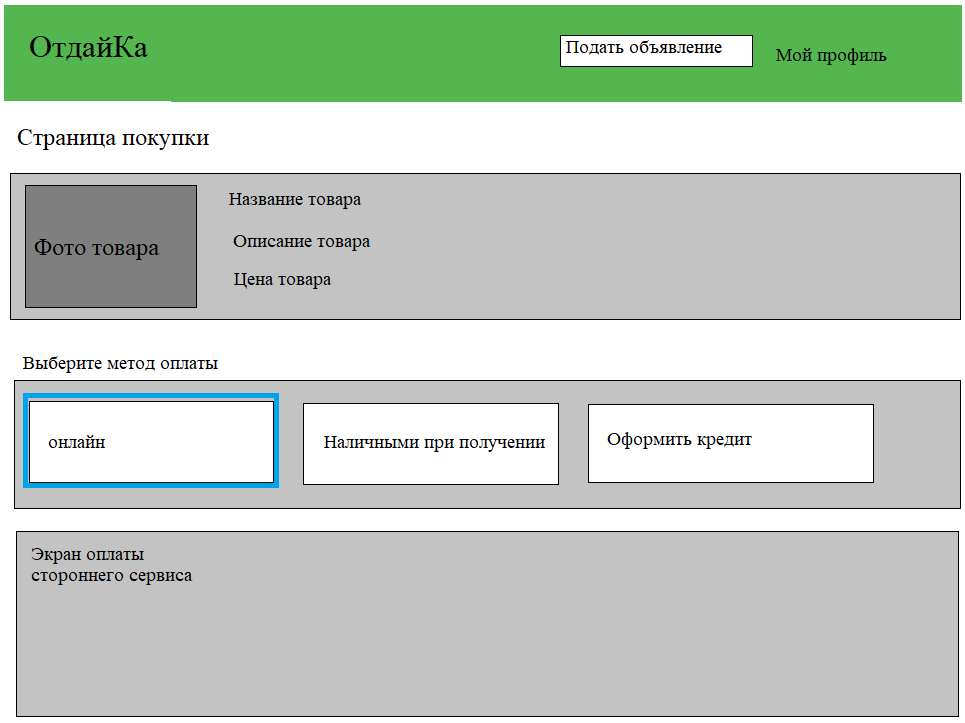 ОтдайКа
Подать объявление
Мой профиль
Страница покупки
Фото товара
Название товара
Описание товара
Цена товара
Выберите метод оплаты
онлайн
Наличными при получении
Оформить кредит
Экран оплаты
стороннего сервиса